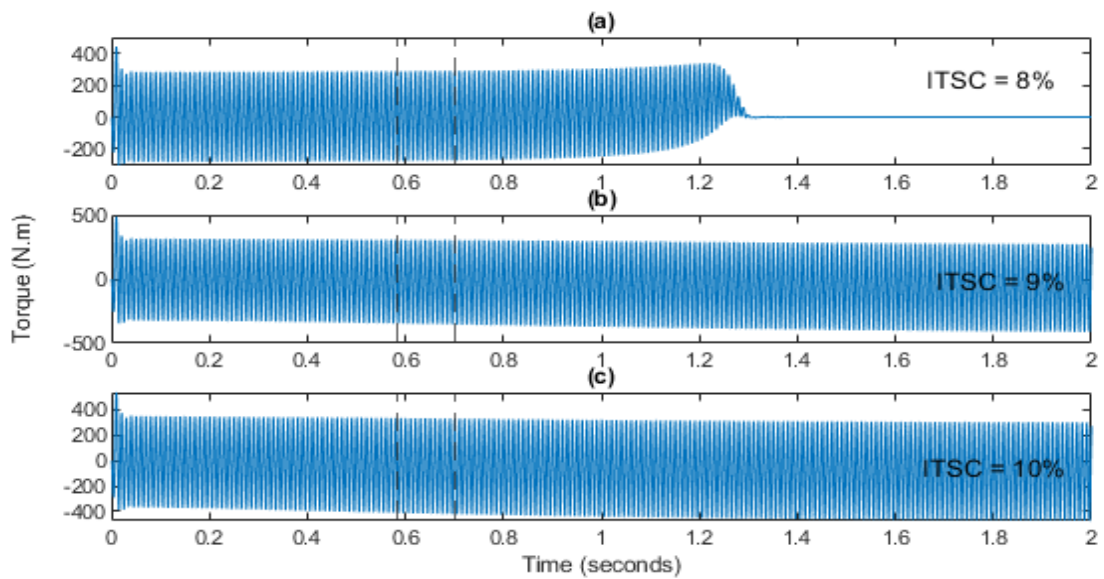 (a)
400
200
0
-200
ITSC = 8%
0 0.2 0.4 0.6 0.8 1 1.2 1.4 1.6 1.8 2
(b)
500
0
-500
ITSC = 9%
0 0.2 0.4 0.6 0.8 1 1.2 1.4 1.6 1.8 2
Torque (N.m)
(c)
400
200
0
-200
-400
ITSC = 10%
0 0.2 0.4 0.6 0.8 1 1.2 1.4 1.6 1.8 2
Time (seconds)